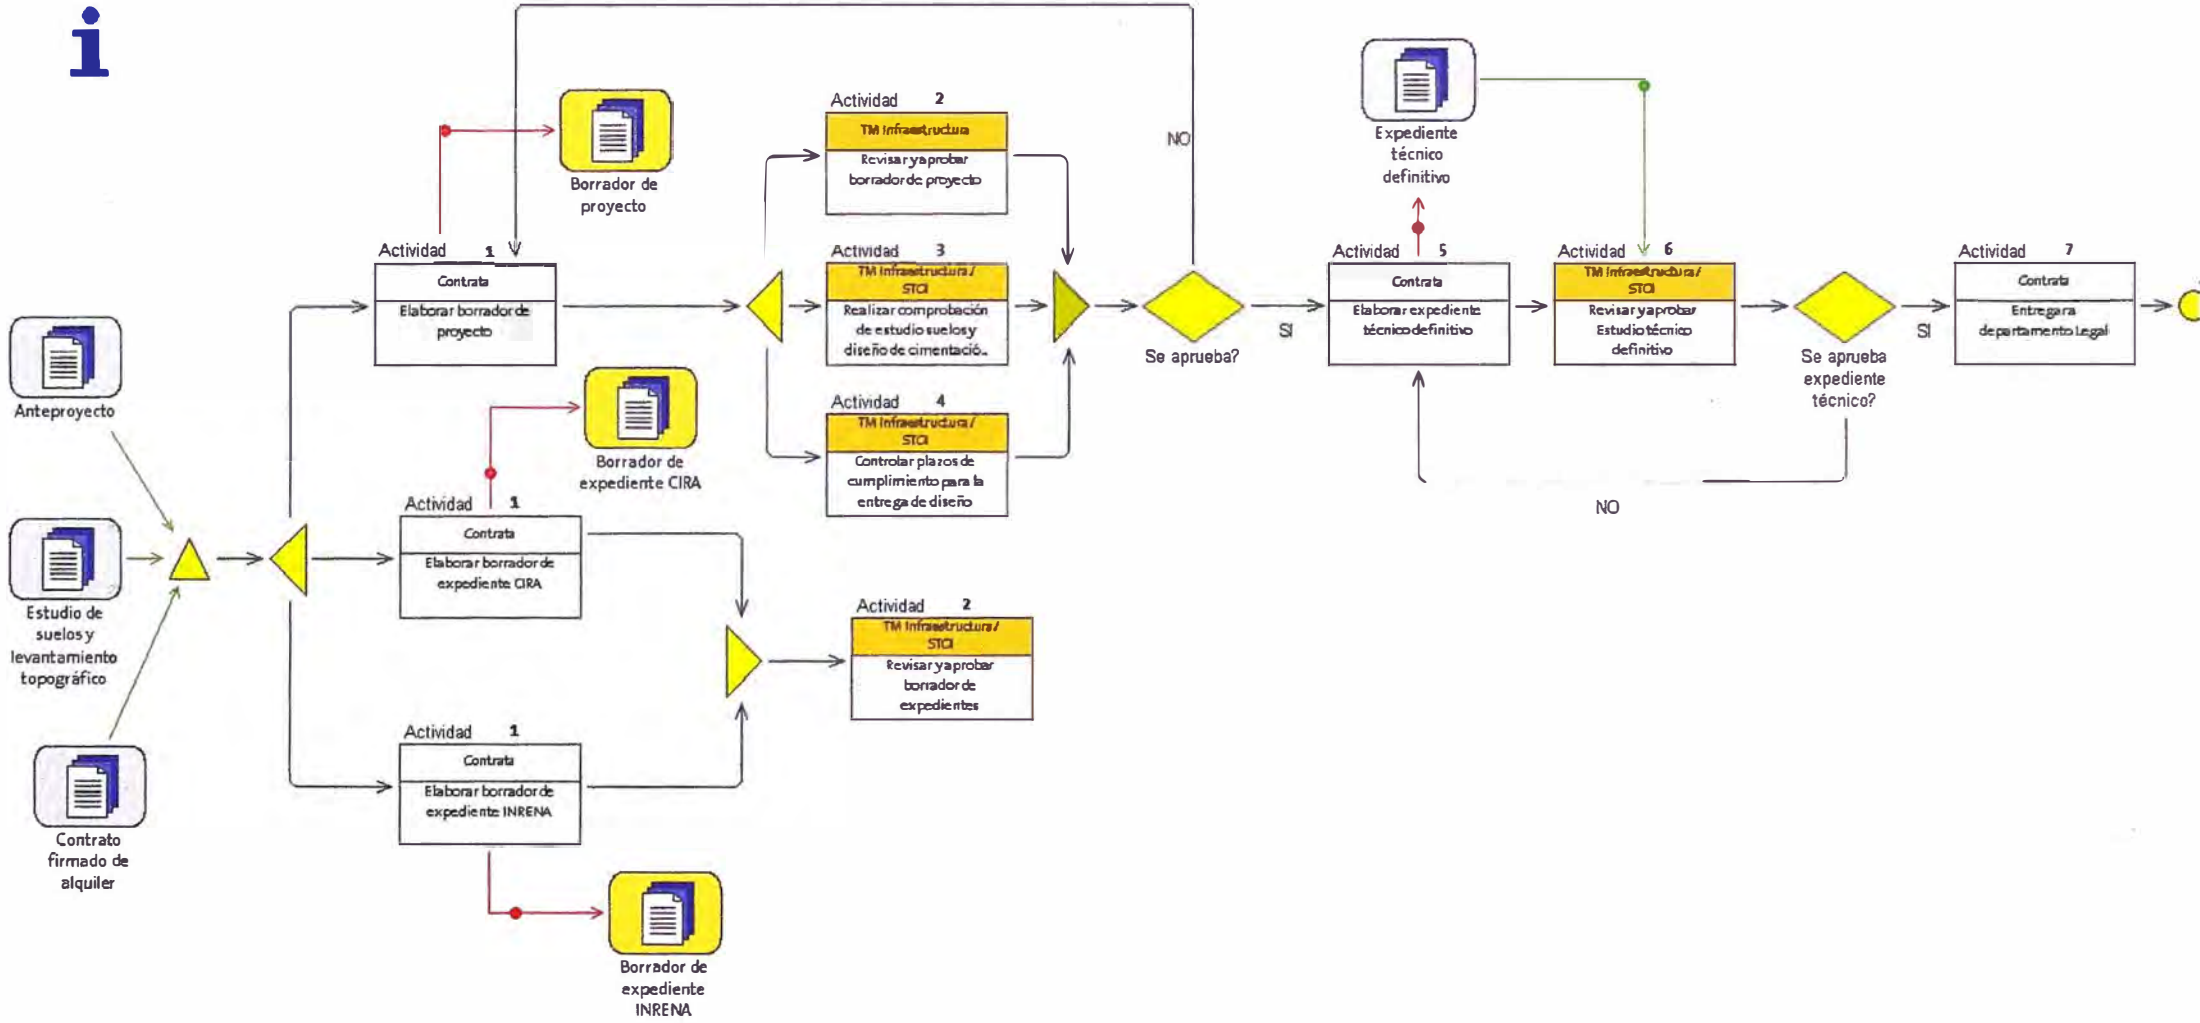 i
Expediente
técnico
definitivo
Borrador de
proyecto
Actividad 2
TM Infraestructura
Revisar y aprobar
borrador de proyecto
NO
Actividad 1
Contrata
Elaborar borrador de
proyecto
Actividad 3
TM Infraestructura /
STCI
Realizar comprobación
de estudio suelos y
diseño de cimentació...
Actividad 4
TM Infraestructura /
STCI
Controlar plazos de
cumplimiento para la
entrega de diseño
Se aprueba?
SI
Actividad 5
Contrata
Elaborar expediente
técnico definitivo
Actividad 6
TM Infraestructura /
STCI
Revisar y aprobar
Estudio técnico
definitivo
Se aprueba
expediente
técnico?
SI
NO
Actividad 7
Contrata
Entregar a
departamento Legal
Anteproyecto
Estudio de
suelos y
levantamiento
topográfico
Contrato
firmado de
alquiler
Borrador de
expediente CIRA
Actividad 1
Contrata
Elaborar borrador de
expediente CIRA
Actividad 2
TM Infraestructura /
STCI
Revisar y aprobar
borrador de
expedientes
Actividad 1
Contrata
Elaborar borrador de
expediente INRENA
Borrador de
expediente
INRENA